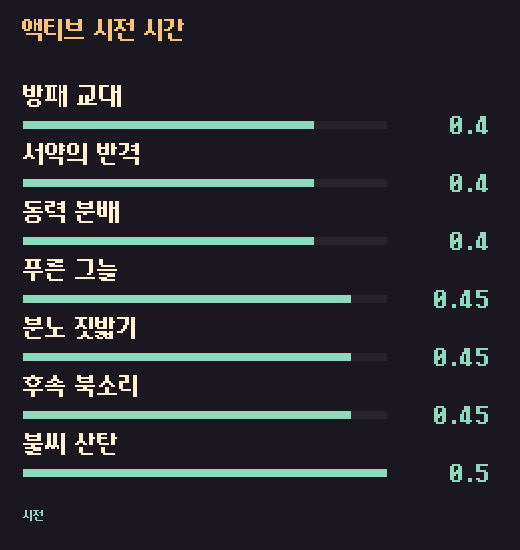 액티브 시전 시간
방패 교대
0.4
서약의 반격
0.4
동력 분배
0.4
푸른 그늘
0.45
분노 짓밟기
0.45
후속 북소리
0.45
불씨 산탄
0.5
시전